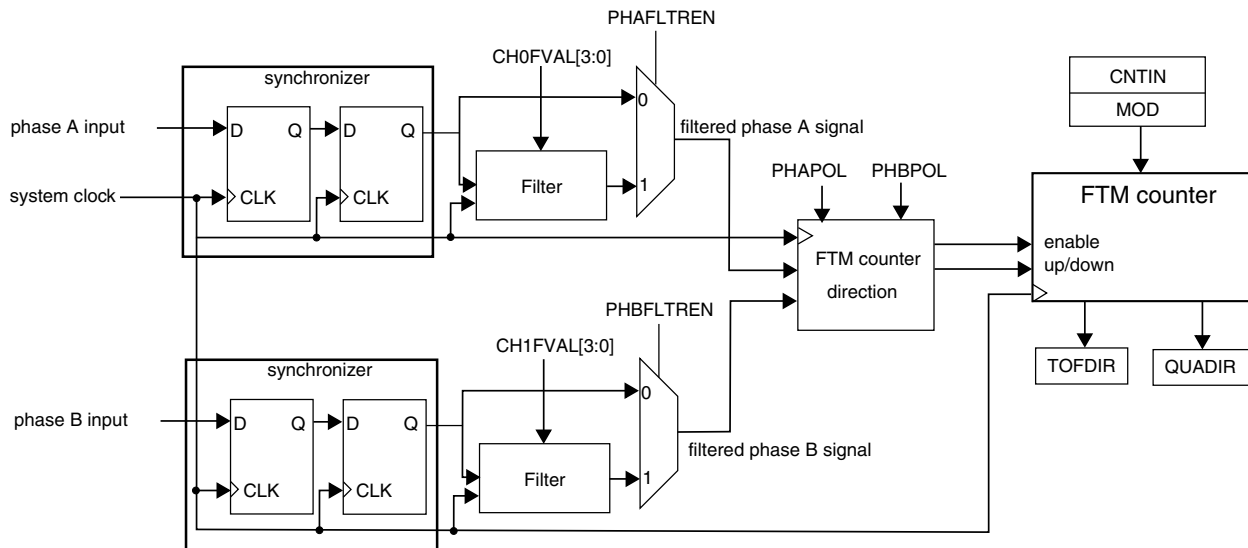 PHAFLTREN
CH0FVAL[3:0]
synchronizer
CNTIN
MOD
0
phase A input
D
Q
D
Q
filtered phase A signal
Filter
1
PHAPOL
PHBPOL
system clock
CLK
CLK
FTM counter
enable
up/down
FTM counter
direction
PHBFLTREN
CH1FVAL[3:0]
synchronizer
TOFDIR
QUADIR
0
phase B input
D
Q
D
Q
filtered phase B signal
Filter
1
CLK
CLK